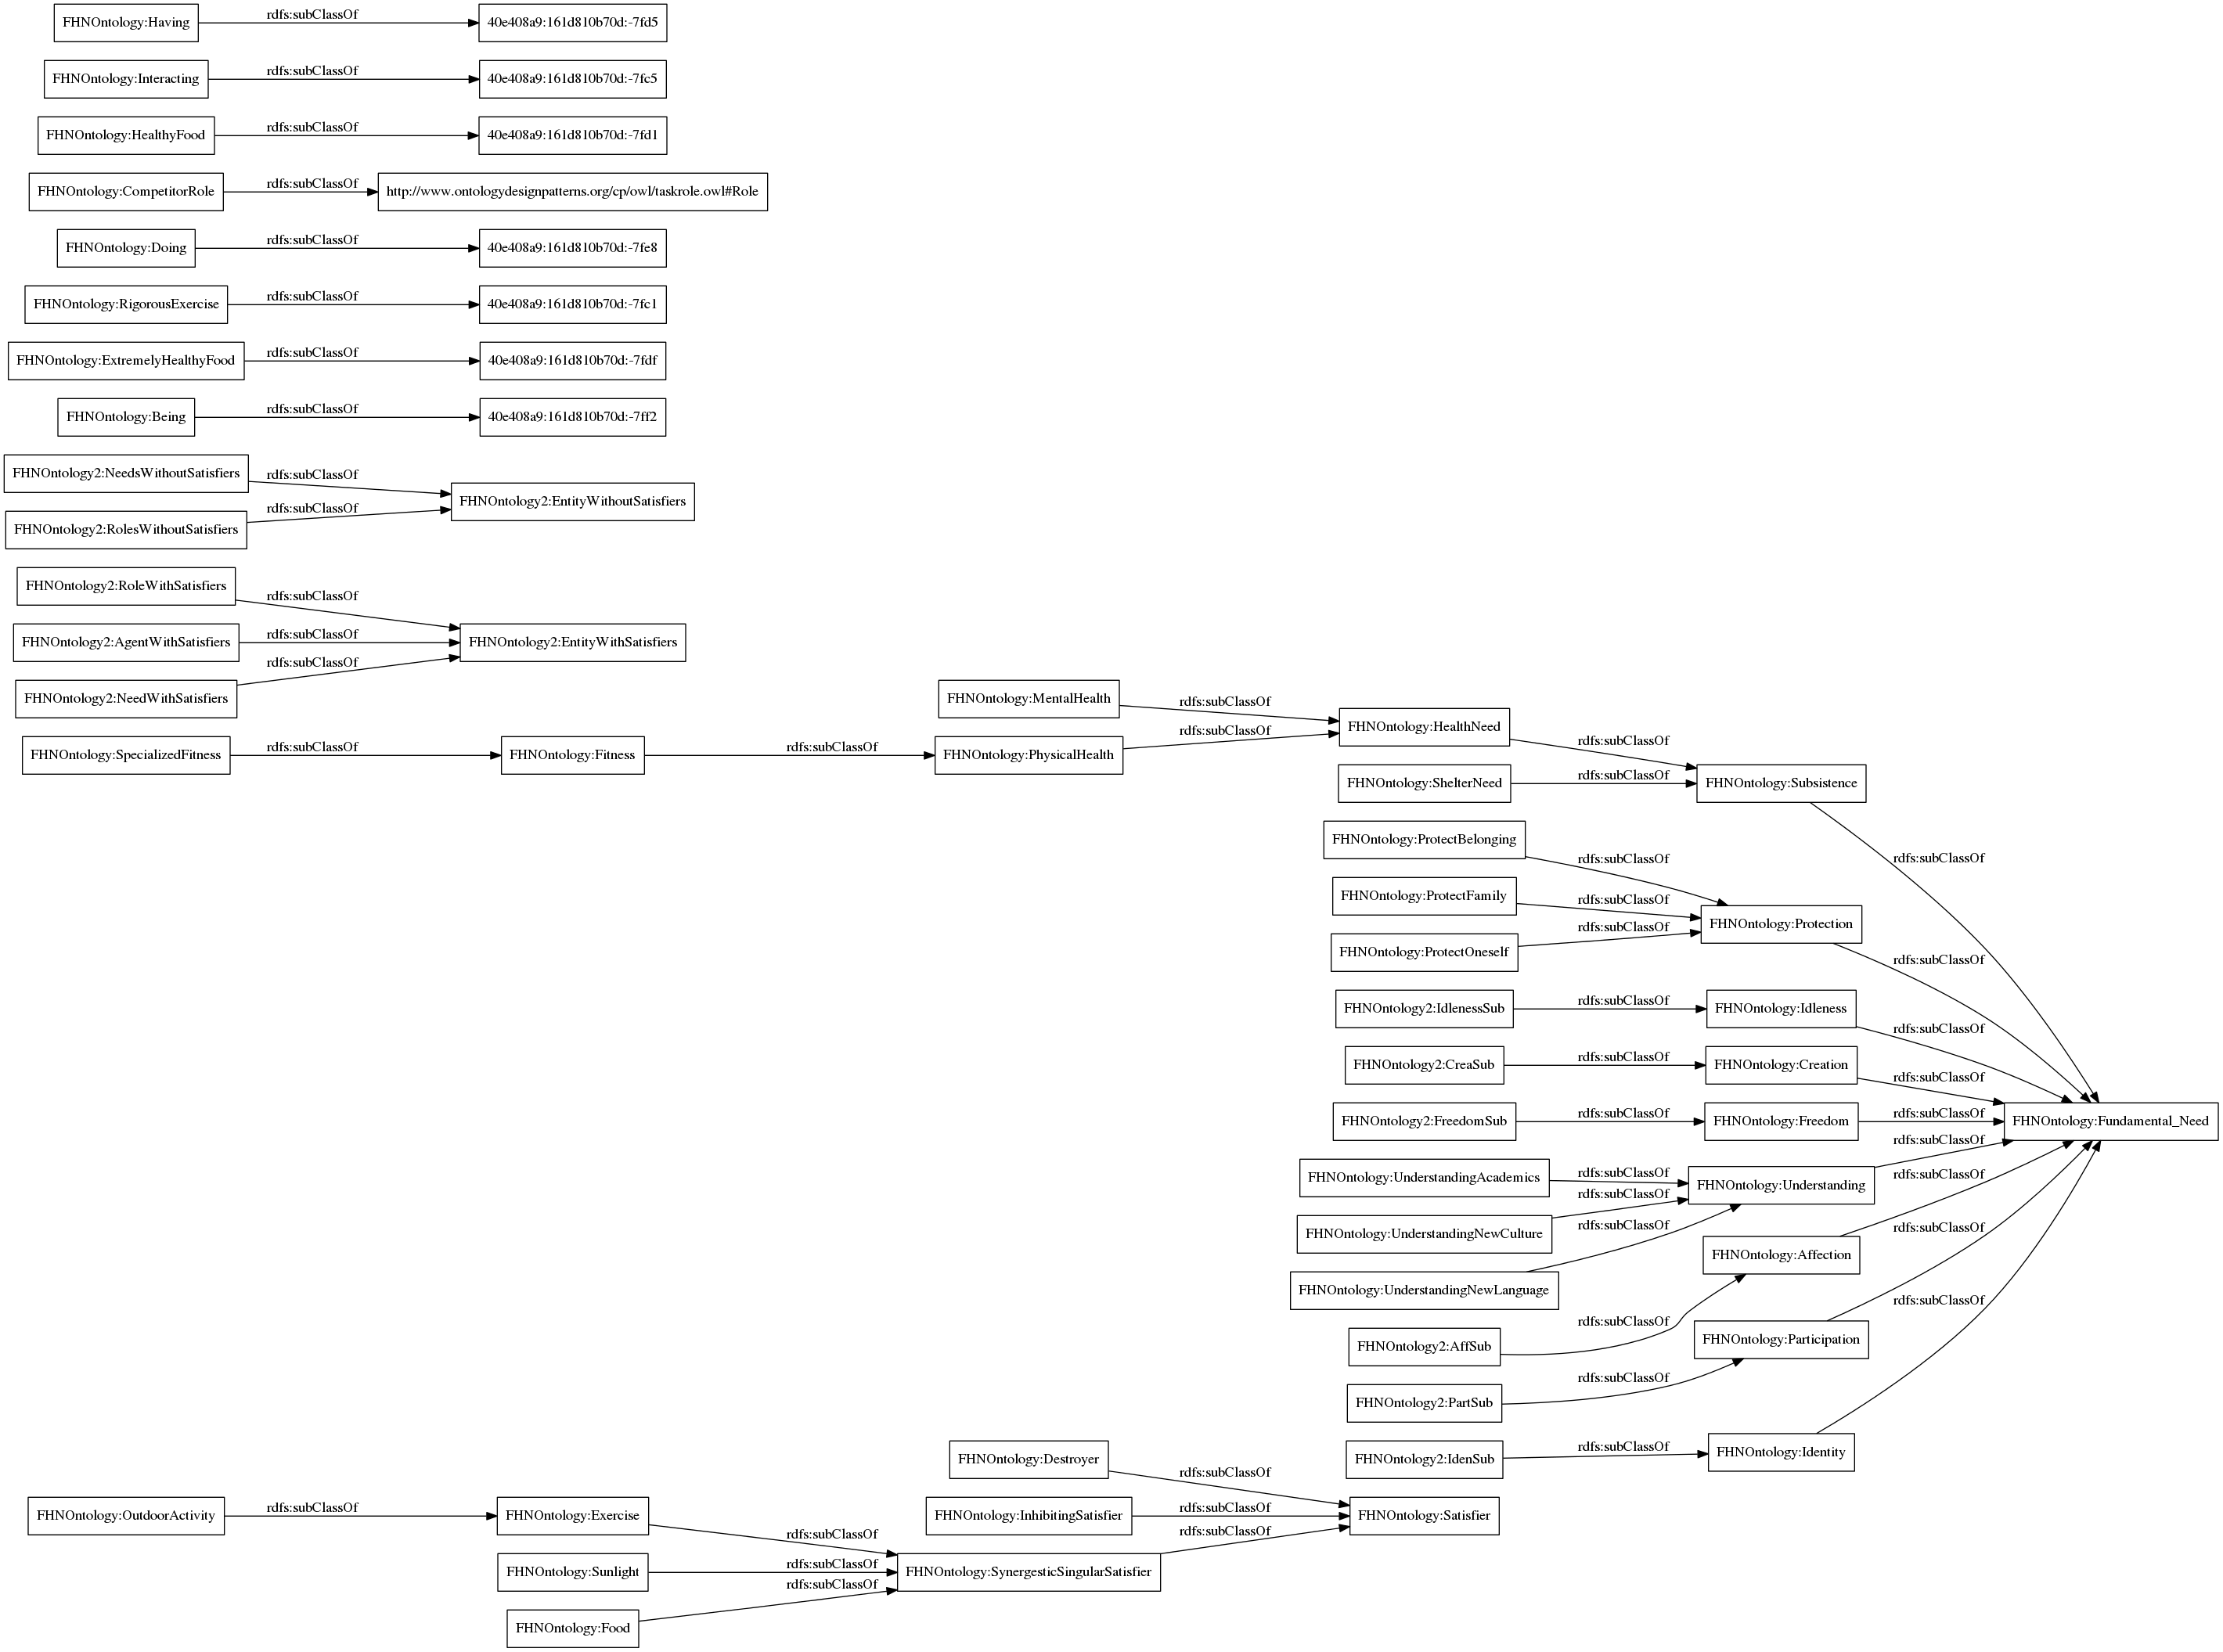 FHNOntology:Having
rdfs:subClassOf
40e408a9:161d810b70d:-7fd5
FHNOntology:Interacting
rdfs:subClassOf
40e408a9:161d810b70d:-7fc5
FHNOntology:HealthyFood
rdfs:subClassOf
40e408a9:161d810b70d:-7fd1
FHNOntology:CompetitorRole
rdfs:subClassOf
http://www.ontologydesignpatterns.org/cp/owl/taskrole.owl#Role
FHNOntology:Doing
rdfs:subClassOf
40e408a9:161d810b70d:-7fe8
FHNOntology:RigorousExercise
rdfs:subClassOf
40e408a9:161d810b70d:-7fc1
FHNOntology:ExtremelyHealthyFood
rdfs:subClassOf
40e408a9:161d810b70d:-7fdf
FHNOntology:Being
rdfs:subClassOf
40e408a9:161d810b70d:-7ff2
FHNOntology2:NeedsWithoutSatisfiers
rdfs:subClassOf
FHNOntology2:EntityWithoutSatisfiers
FHNOntology2:RolesWithoutSatisfiers
rdfs:subClassOf
FHNOntology2:RoleWithSatisfiers
rdfs:subClassOf
FHNOntology2:AgentWithSatisfiers
rdfs:subClassOf
FHNOntology2:EntityWithSatisfiers
FHNOntology2:NeedWithSatisfiers
rdfs:subClassOf
FHNOntology:MentalHealth
rdfs:subClassOf
FHNOntology:HealthNeed
rdfs:subClassOf
FHNOntology:SpecializedFitness
rdfs:subClassOf
FHNOntology:Fitness
rdfs:subClassOf
FHNOntology:PhysicalHealth
rdfs:subClassOf
FHNOntology:ShelterNeed
rdfs:subClassOf
FHNOntology:Subsistence
rdfs:subClassOf
FHNOntology:ProtectBelonging
rdfs:subClassOf
FHNOntology:ProtectFamily
rdfs:subClassOf
FHNOntology:Protection
rdfs:subClassOf
FHNOntology:ProtectOneself
rdfs:subClassOf
FHNOntology2:IdlenessSub
rdfs:subClassOf
FHNOntology:Idleness
rdfs:subClassOf
FHNOntology2:CreaSub
rdfs:subClassOf
FHNOntology:Creation
rdfs:subClassOf
FHNOntology2:FreedomSub
rdfs:subClassOf
FHNOntology:Freedom
rdfs:subClassOf
FHNOntology:Fundamental_Need
FHNOntology:UnderstandingAcademics
rdfs:subClassOf
FHNOntology:Understanding
rdfs:subClassOf
FHNOntology:UnderstandingNewCulture
rdfs:subClassOf
FHNOntology:UnderstandingNewLanguage
rdfs:subClassOf
FHNOntology:Affection
rdfs:subClassOf
FHNOntology2:AffSub
rdfs:subClassOf
FHNOntology:Participation
rdfs:subClassOf
FHNOntology2:PartSub
rdfs:subClassOf
FHNOntology2:IdenSub
rdfs:subClassOf
FHNOntology:Identity
rdfs:subClassOf
FHNOntology:Destroyer
rdfs:subClassOf
FHNOntology:InhibitingSatisfier
rdfs:subClassOf
FHNOntology:Satisfier
FHNOntology:OutdoorActivity
rdfs:subClassOf
FHNOntology:Exercise
rdfs:subClassOf
FHNOntology:Sunlight
rdfs:subClassOf
FHNOntology:SynergesticSingularSatisfier
rdfs:subClassOf
FHNOntology:Food
rdfs:subClassOf